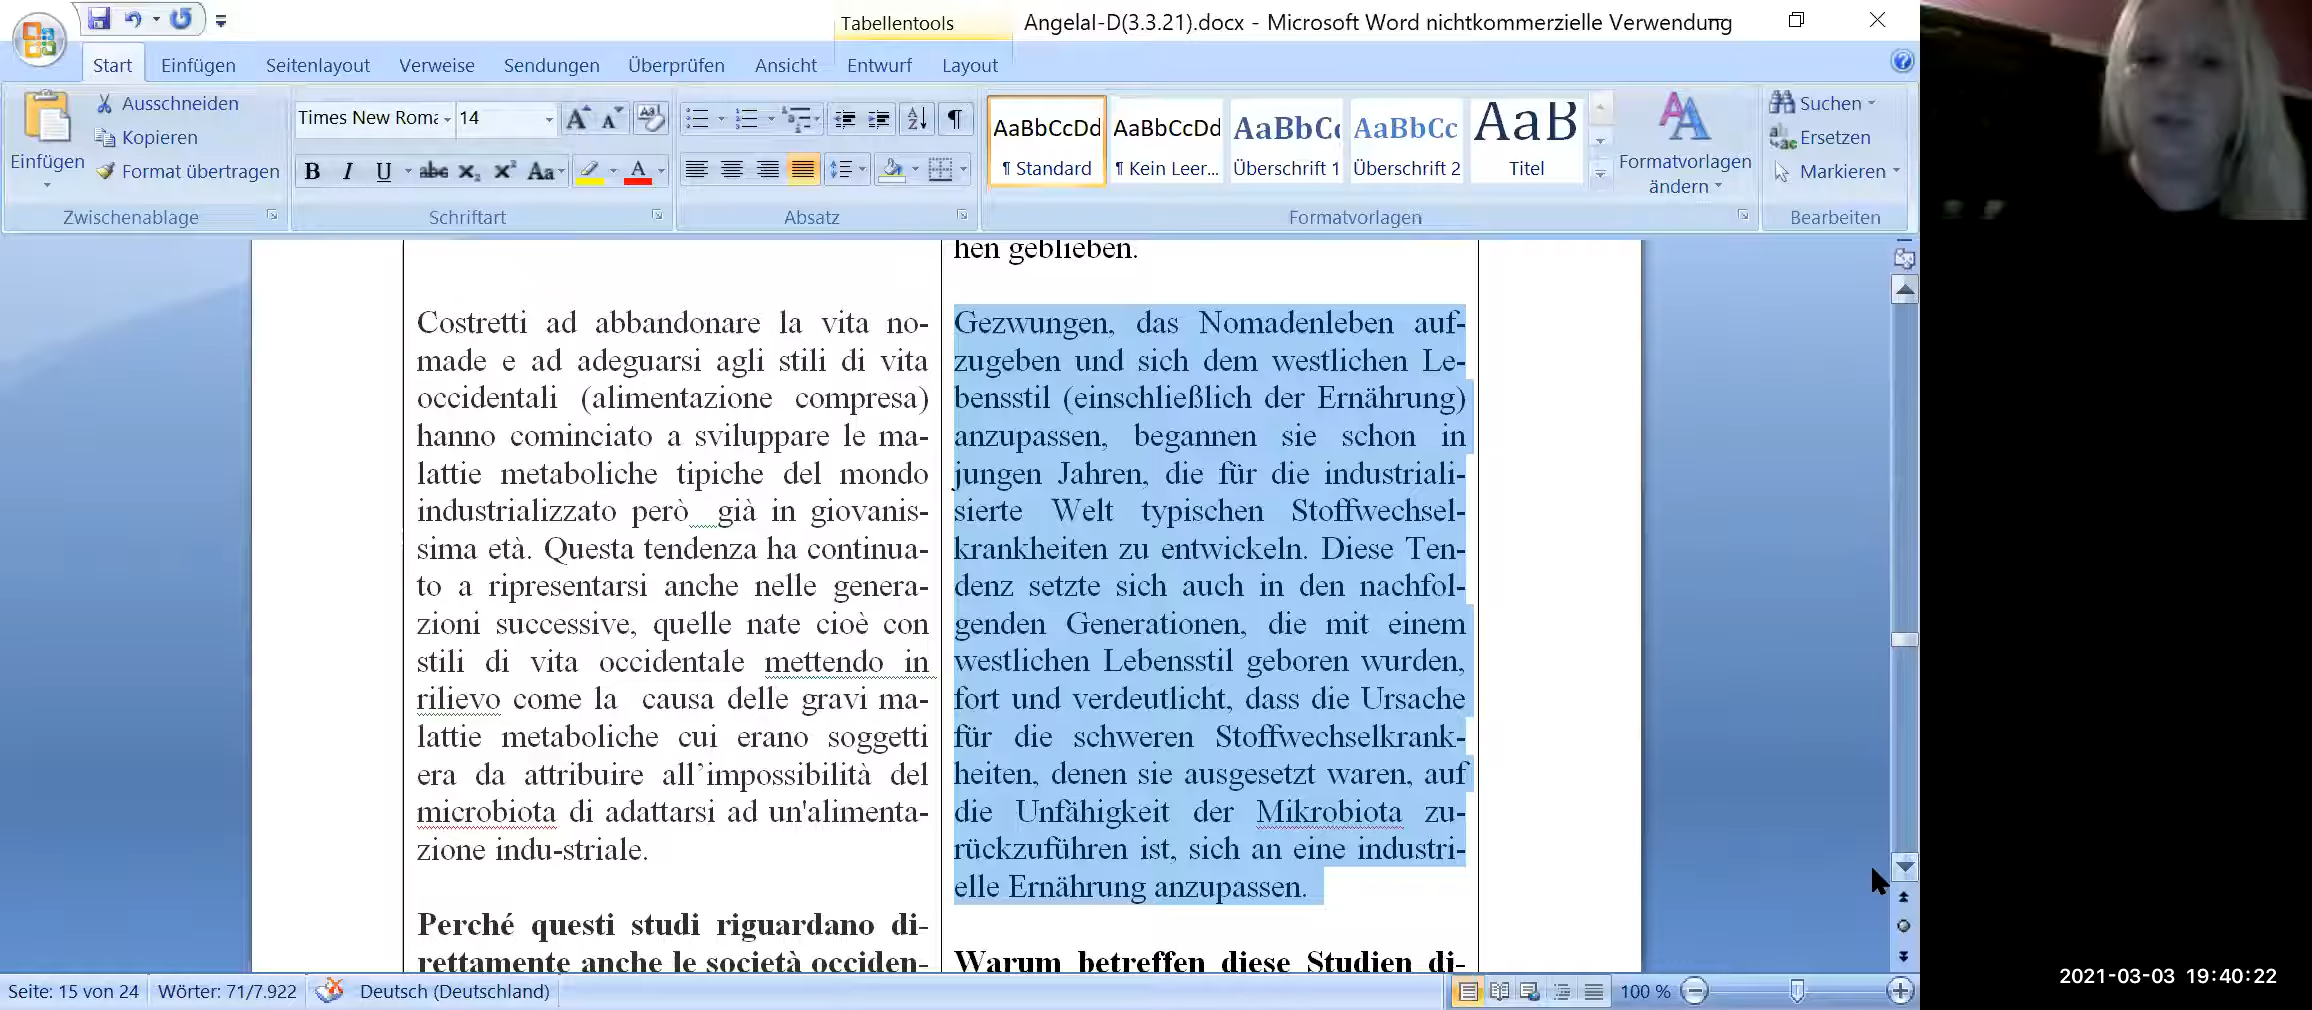 Tabellentools
AngelaI-D(3.3.21).docx - Microsoft Word nichtkommerzielle Verwendung
Start Einfügen Seitenlayout Verweise Sendungen Überprüfen Ansicht Entwurf Layout
Einfügen
Ausschneiden
Kopieren
Format übertragen
Zwischenablage
Times New Roma 14
Schriftart
Absatz
AaBbCcDd AaBbCcDd AaBbCc AaBbCc AaB
¶ Standard ¶ Kein Leer... Überschrift 1 Überschrift 2 Titel
Formatvorlagen
ändern
Formatvorlagen
Suchen
Ersetzen
Markieren
Bearbeiten
Costretti ad abbandonare la vita no-
made e ad adeguarsi agli stili di vita
occidentali (alimentazione compresa)
hanno cominciato a sviluppare le ma-
lattie metaboliche tipiche del mondo
industrializzato però già in giovanis-
sima età. Questa tendenza ha continua-
to a ripresentarsi anche nelle genera-
zioni successive, quelle nate cioè con
stili di vita occidentale mettendo in
rilievo come la causa delle gravi ma-
lattie metaboliche cui erano soggetti
era da attribuire all’impossibilità del
microbiota di adattarsi ad un'alimenta-
zione indu-striale.
Perché questi studi riguardano di-
rettamente anche le società occiden-
hen geblieben.
Gezwungen, das Nomadenleben auf-
zugeben und sich dem westlichen Le-
bensstil (einschließlich der Ernährung)
anzupassen, begannen sie schon in
jungen Jahren, die für die industriali-
sierte Welt typischen Stoffwechsel-
krankheiten zu entwickeln. Diese Ten-
denz setzte sich auch in den nachfol-
genden Generationen, die mit einem
westlichen Lebensstil geboren wurden,
fort und verdeutlicht, dass die Ursache
für die schweren Stoffwechselkrank-
heiten, denen sie ausgesetzt waren, auf
die Unfähigkeit der Mikrobiota zu-
rückzuführen ist, sich an eine industri-
elle Ernährung anzupassen.
Warum betreffen diese Studien di-
Seite: 15 von 24 Wörter: 71/7.922 Deutsch (Deutschland) 100 %
2021-03-03 19:40:22